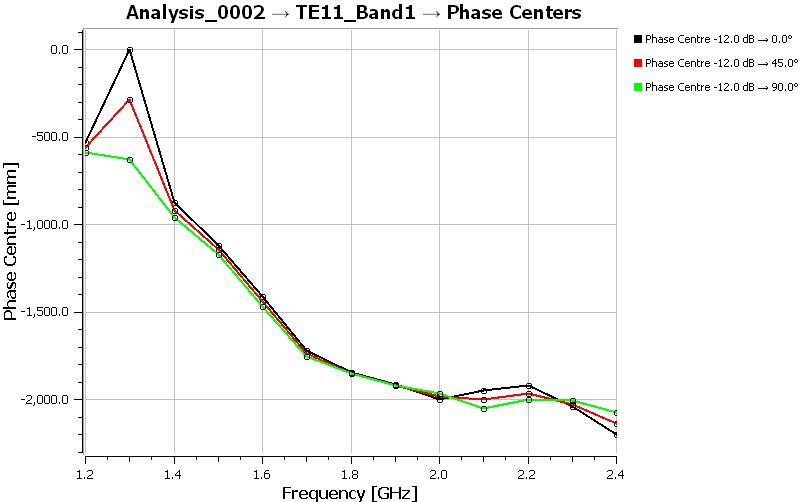 Analysis_0002 → TE11_Band1 → Phase Centers
Phase Centre -12.0 dB → 0.0°
Phase Centre -12.0 dB → 45.0°
Phase Centre -12.0 dB → 90.0°
Phase Centre [mm]
0.0
-500.0
-1,000.0
-1,500.0
-2,000.0
1.2 1.4 1.6 1.8 2.0 2.2 2.4
Frequency [GHz]